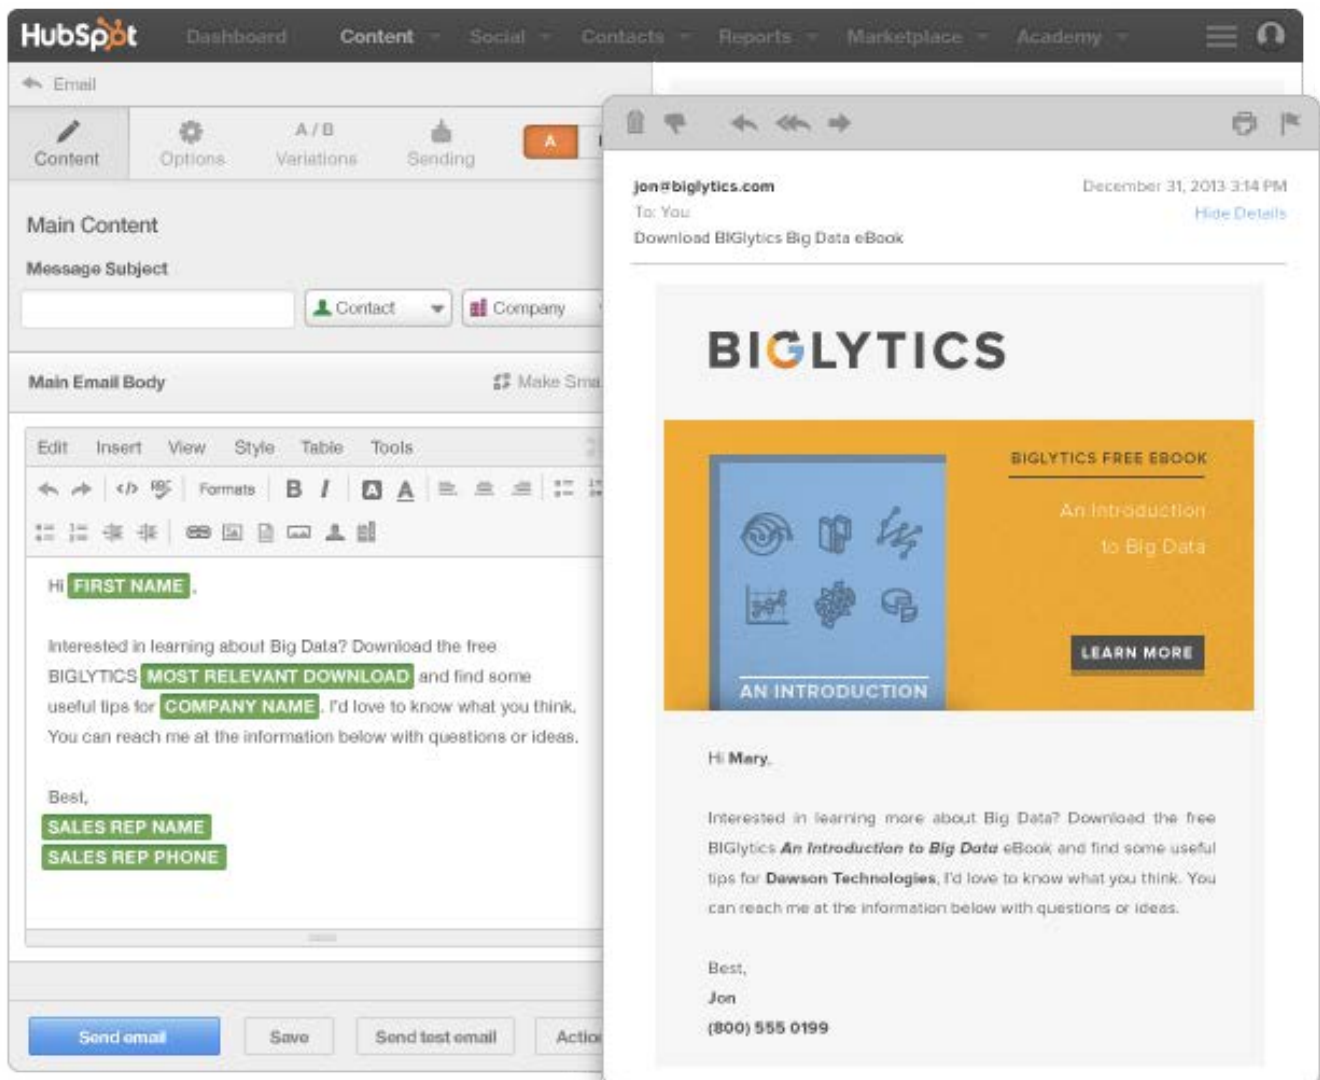 HubSpot Dashboard Content Social Contacts Reports Marketplace Academy
Email
Content
Options
A / B
Variations
Sending
A
Main Content
Message Subject
Contact
Company
Main Email Body
Make Sma
Edit Insert View Style Table Tools
</> ABC Formats B I A A
Hi FIRST NAME ,
Interested in learning about Big Data? Download the free
BIGLYTICS MOST RELEVANT DOWNLOAD and find some
useful tips for COMPANY NAME . I'd love to know what you think.
You can reach me at the information below with questions or ideas.
Best,
SALES REP NAME
SALES REP PHONE
Send email Save Send test email Action
jon@biglytics.com
December 31, 2013 3:14 PM
To: You
Hide Details
Download BIGlytics Big Data eBook
BIGLYTICS
BIGLYTICS FREE EBOOK
An Introduction
to Big Data
LEARN MORE
AN INTRODUCTION
Hi Mary,
Interested in learning more about Big Data? Download the free
BIGlytics An Introduction to Big Data eBook and find some useful
tips for Dawson Technologies, I'd love to know what you think. You
can reach me at the information below with questions or ideas.
Best,
Jon
(800) 555 0199